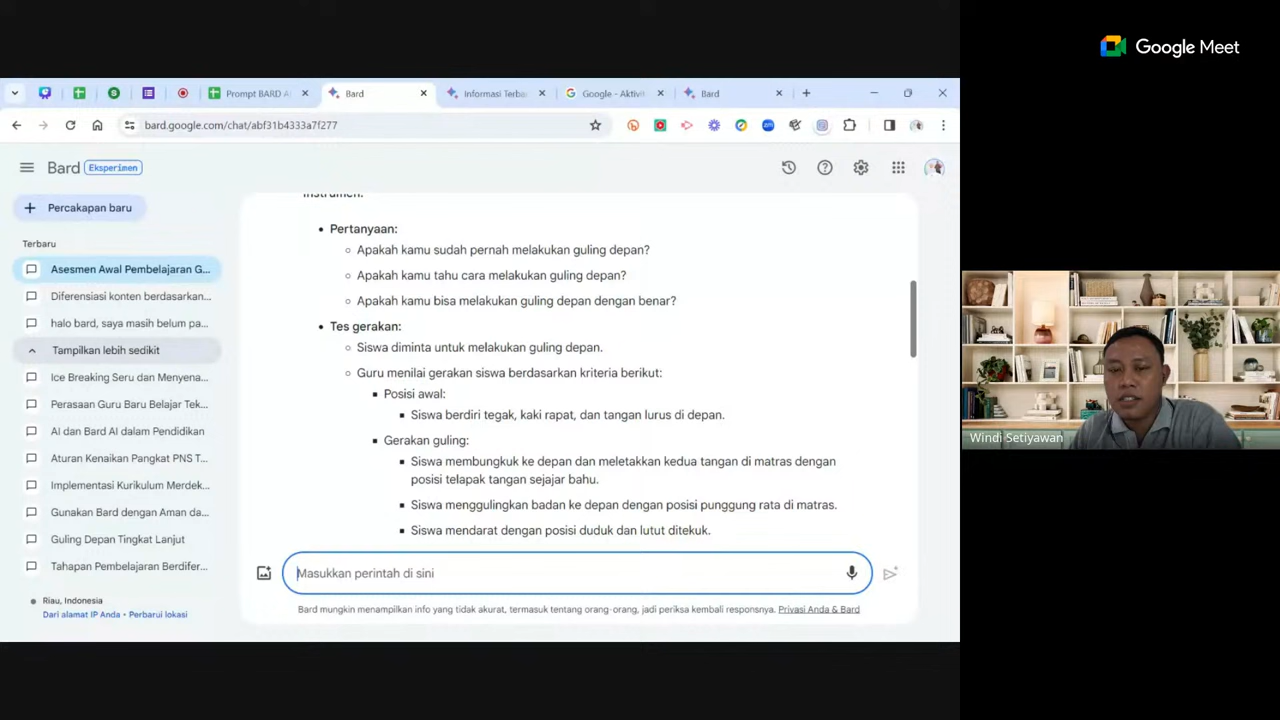 Google Meet
Prompt BARD A
Bard
Informasi Terba
Google - Aktivit
Bard
bard.google.com/chat/abf31b4333a7f277
Bard
Eksperimen
Percakapan baru
Terbaru
Asesmen Awal Pembelajaran G...
Diferensiasi konten berdasarkan...
halo bard, saya masih belum pa...
Tampilkan lebih sedikit
Ice Breaking Seru dan Menyena...
Perasaan Guru Baru Belajar Tek...
AI dan Bard AI dalam Pendidikan
Aturan Kenaikan Pangkat PNS T...
Implementasi Kurikulum Merdek...
Gunakan Bard dengan Aman da...
Guling Depan Tingkat Lanjut
Tahapan Pembelajaran Berdifer...
Riau, Indonesia
Dari alamat IP Anda • Perbarui lokasi
Instrumen:
• Pertanyaan:
○ Apakah kamu sudah pernah melakukan guling depan?
○ Apakah kamu tahu cara melakukan guling depan?
○ Apakah kamu bisa melakukan guling depan dengan benar?
• Tes gerakan:
○ Siswa diminta untuk melakukan guling depan.
○ Guru menilai gerakan siswa berdasarkan kriteria berikut:
▪ Posisi awal:
▪ Siswa berdiri tegak, kaki rapat, dan tangan lurus di depan.
▪ Gerakan guling:
▪ Siswa membungkuk ke depan dan meletakkan kedua tangan di matras dengan
posisi telapak tangan sejajar bahu.
▪ Siswa menggulingkan badan ke depan dengan posisi punggung rata di matras.
▪ Siswa mendarat dengan posisi duduk dan lutut ditekuk.
Masukkan perintah di sini
Bard mungkin menampilkan info yang tidak akurat, termasuk tentang orang-orang, jadi periksa kembali responsnya. Privasi Anda & Bard
Windi Setiyawan